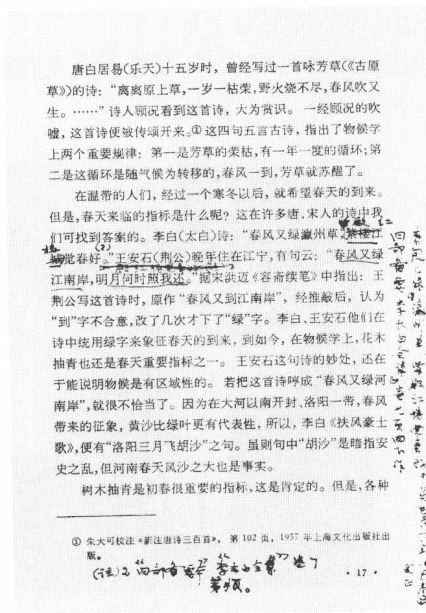 唐白居易(乐天)十五岁时，曾经写过一首咏芳草(《古原
草》)的诗：“离离原上草，一岁一枯荣，野火烧不尽，春风吹又
生。……”诗人顾况看到这首诗，大为赏识。一经顾况的吹
嘘，这首诗便被传颂开来。①这四句五言古诗，指出了物候学
上两个重要规律：第一是芳草的荣枯，有一年一度的循环；第
二是这循环是随气候为转移的，春风一到，芳草就苏醒了。
在温带的人们，经过一个寒冬以后，就希望春天的到来。
但是，春天来临的指标是什么呢？这在许多唐、宋人的诗中我
们可找到答案的。李白(太白)诗：“春风又绿瀛州草，紫楼江
觉春好。”王安石(荆公)晚年住在江宁，有句云：“春风又绿
江南岸，明月何时照我还。”据宋洪迈《容斋续笔》中指出：王
荆公写这首诗时，原作“春风又到江南岸”，经推敲后，认为
“到”字不合意，改了几次才下了“绿”字。李白、王安石他们在
诗中统用绿字来象征春天的到来，到如今，在物候学上，花木
抽青也还是春天重要指标之一。王安石这句诗的妙处，还在
于能说明物候是有区域性的。若把这首诗哼成“春风又绿河
南岸”，就很不恰当了。因为在大河以南开封、洛阳一带，春风
带来的征象，黄沙比绿叶更有代表性，所以，李白《扶风豪士
歌》，便有“洛阳三月飞胡沙”之句。虽则句中“胡沙”是暗指安
史之乱，但河南春天风沙之大也是事实。
树木抽青是初春很重要的指标，这是肯定的。但是，各种
① 朱大可校注《新注唐诗三百首》，第102页，1957年上海文化出版社出
版。
· 17 ·